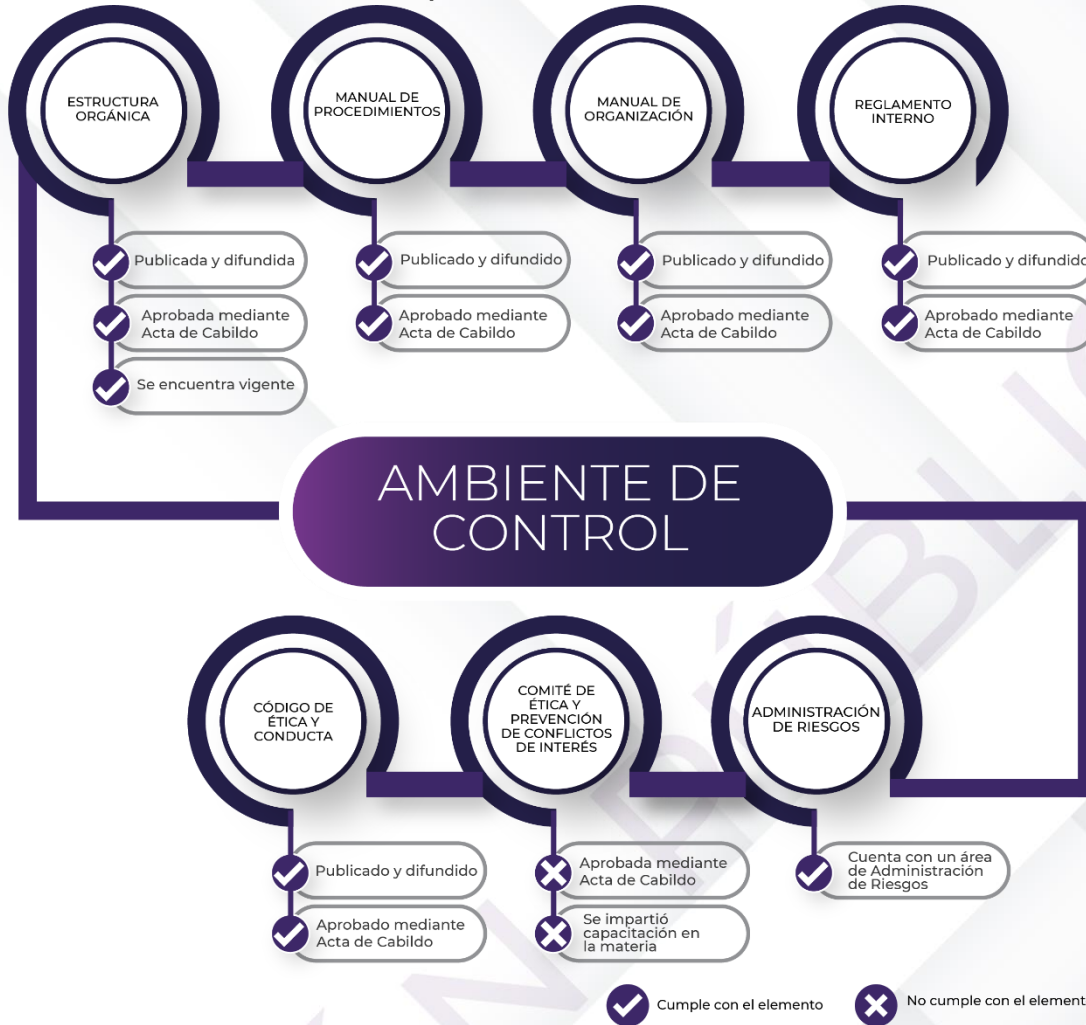 ESTRUCTURA
ORGÁNICA
MANUAL DE
PROCEDIMIENTOS
MANUAL DE
ORGANIZACIÓN
REGLAMENTO
INTERNO
Publicada y difundida
Aprobada mediante
Acta de Cabildo
Se encuentra vigente
Publicado y difundido
Aprobado mediante
Acta de Cabildo
Publicado y difundido
Aprobado mediante
Acta de Cabildo
Publicado y difundido
Aprobado mediante
Acta de Cabildo
AMBIENTE DE
CONTROL
CÓDIGO DE
ÉTICA Y
CONDUCTA
COMITÉ DE
ÉTICA Y
PREVENCIÓN
DE CONFLICTOS
DE INTERÉS
ADMINISTRACIÓN
DE RIESGOS
Publicado y difundido
Aprobado mediante
Acta de Cabildo
Aprobada mediante
Acta de Cabildo
Se impartió
capacitación en
la materia
Cuenta con un área
de Administración
de Riesgos
Cumple con el elemento
No cumple con el element